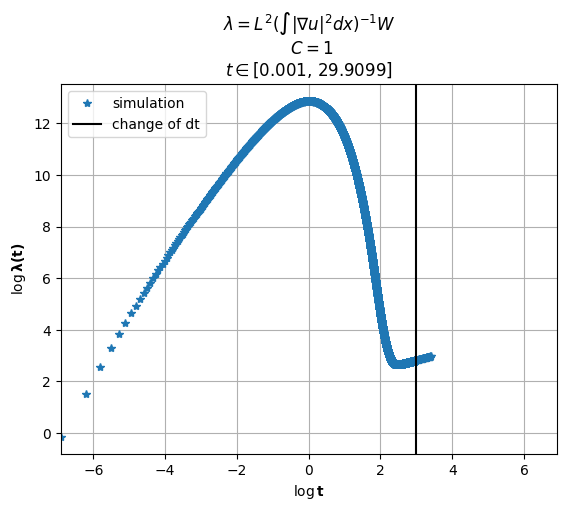 λ = L²(∫|∇u|²dx)⁻¹W
C = 1
t ∈ [0.001, 29.9099]
simulation
change of dt
log λ(t)
12
10
8
6
4
2
0
−6 −4 −2 0 2 4 6
log t